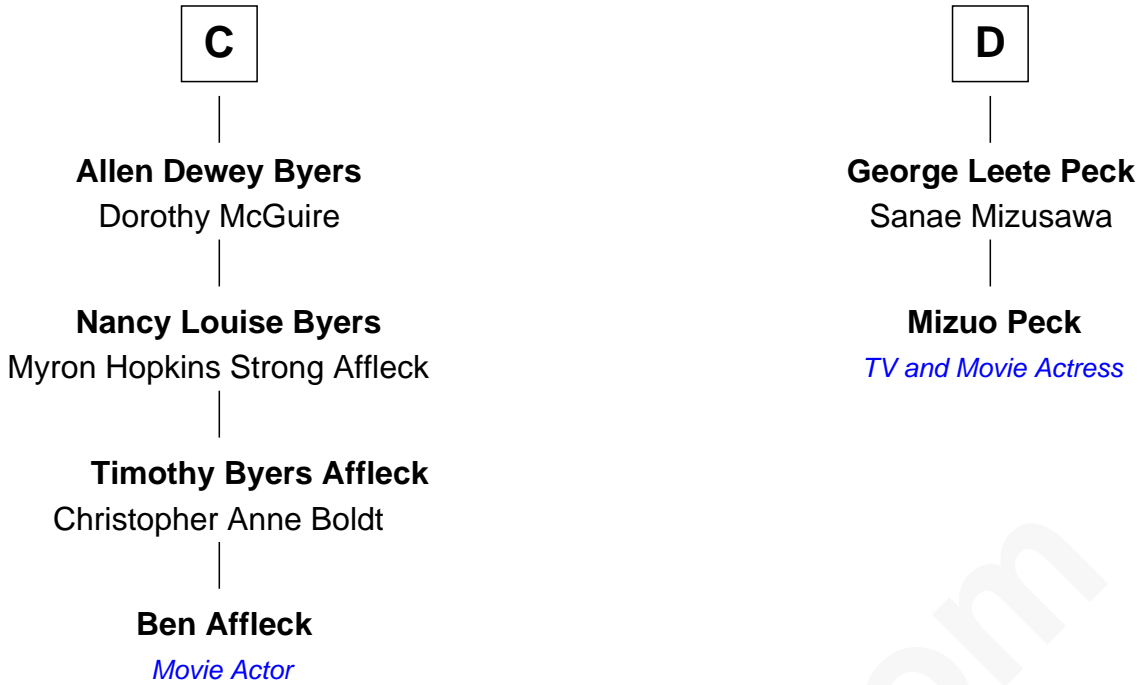 C
Allen Dewey Byers
Dorothy McGuire
Nancy Louise Byers
Myron Hopkins Strong Affleck
Timothy Byers Affleck
Christopher Anne Boldt
Ben Affleck
Movie Actor
D
George Leete Peck
Sanae Mizusawa
Mizuo Peck
TV and Movie Actress
om